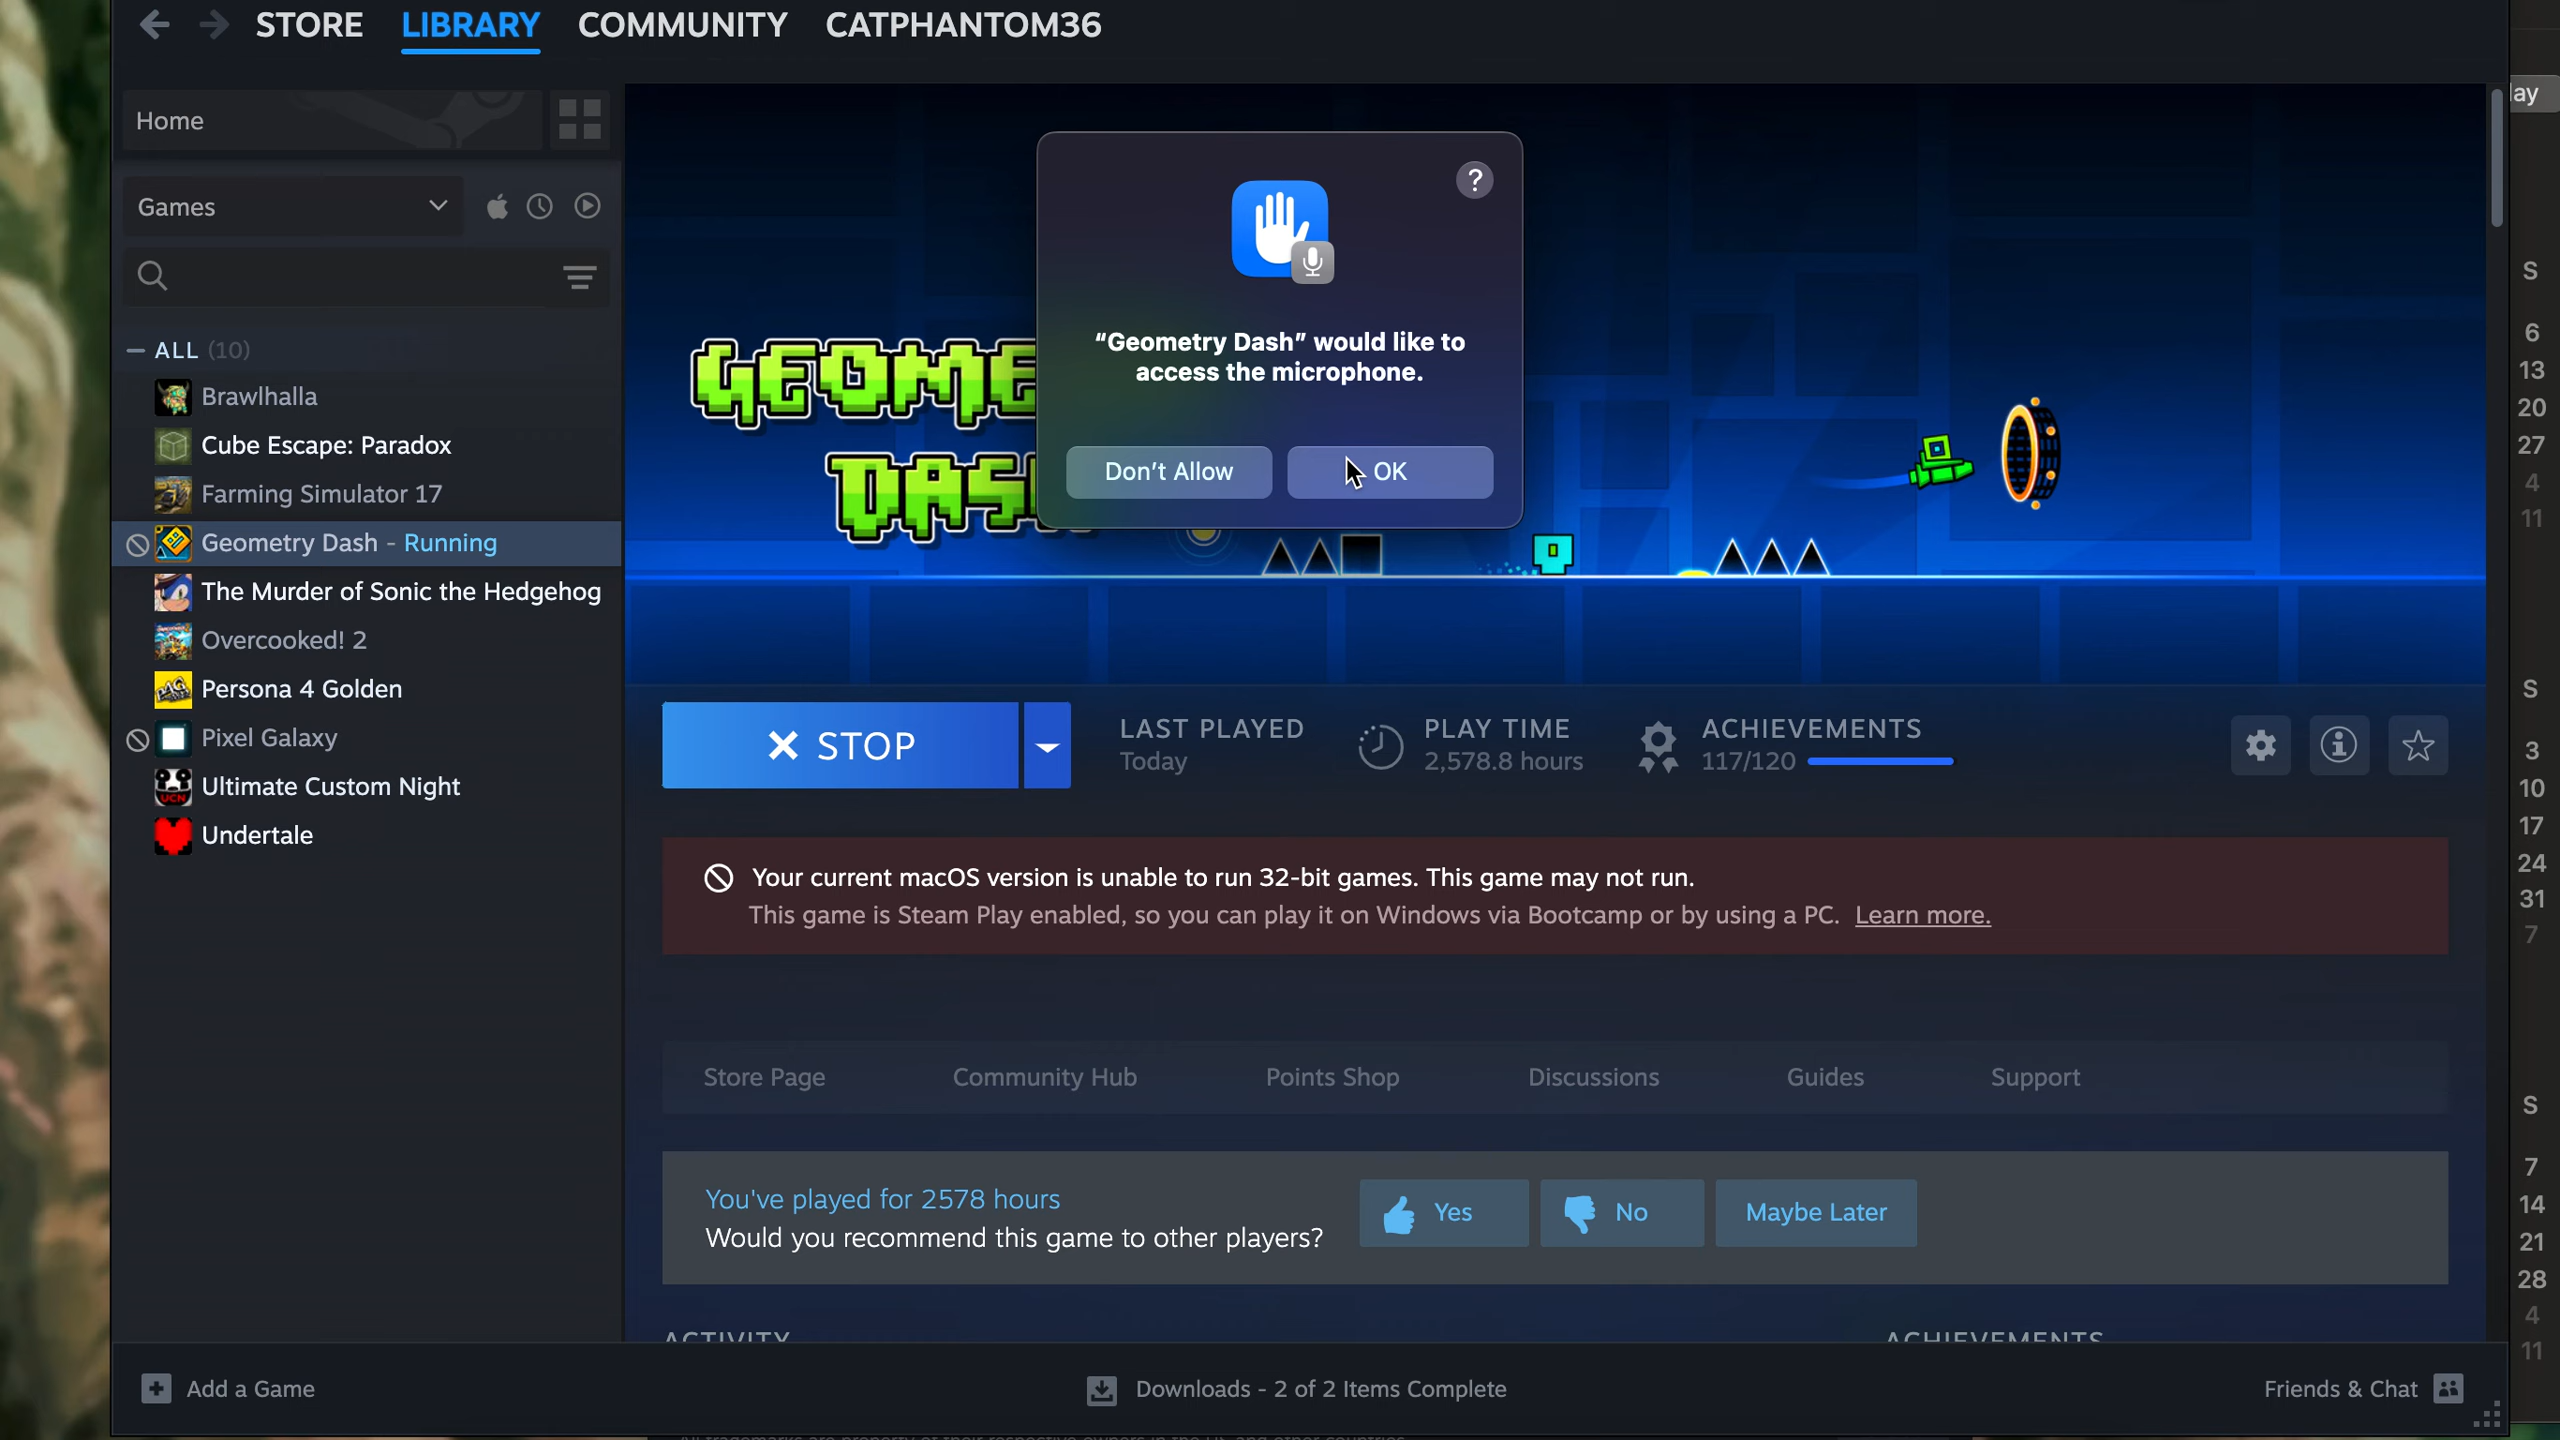 STORE LIBRARY COMMUNITY CATPHANTOM36
Home
Games
ALL (10)
Brawlhalla
Cube Escape: Paradox
Farming Simulator 17
Geometry Dash - Running
The Murder of Sonic the Hedgehog
Overcooked! 2
Persona 4 Golden
Pixel Galaxy
UCN
Ultimate Custom Night
Undertale
?
“Geometry Dash” would like to
access the microphone.
Don’t Allow OK
STOP
LAST PLAYED
Today
PLAY TIME
2,578.8 hours
ACHIEVEMENTS
117/120
Your current macOS version is unable to run 32-bit games. This game may not run.
This game is Steam Play enabled, so you can play it on Windows via Bootcamp or by using a PC. Learn more.
Store Page Community Hub Points Shop Discussions Guides Support
You've played for 2578 hours
Would you recommend this game to other players?
Yes No Maybe Later
ACTIVITY ACHIEVEMENTS
Add a Game
Downloads - 2 of 2 Items Complete
Friends & Chat
S
6
13
20
27
4
11
S
3
10
17
24
31
7
S
7
14
21
28
4
11